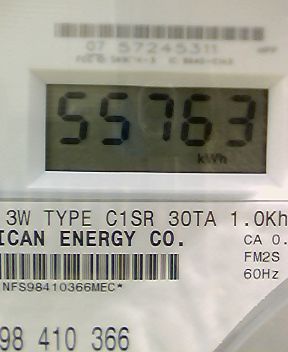 07 57245311
55763
kWh
3W TYPE C1SR 30TA 1.0Kh
ICAN ENERGY CO.
CA 0.
FM2S
60Hz
NFS98410366MEC*
98 410 366